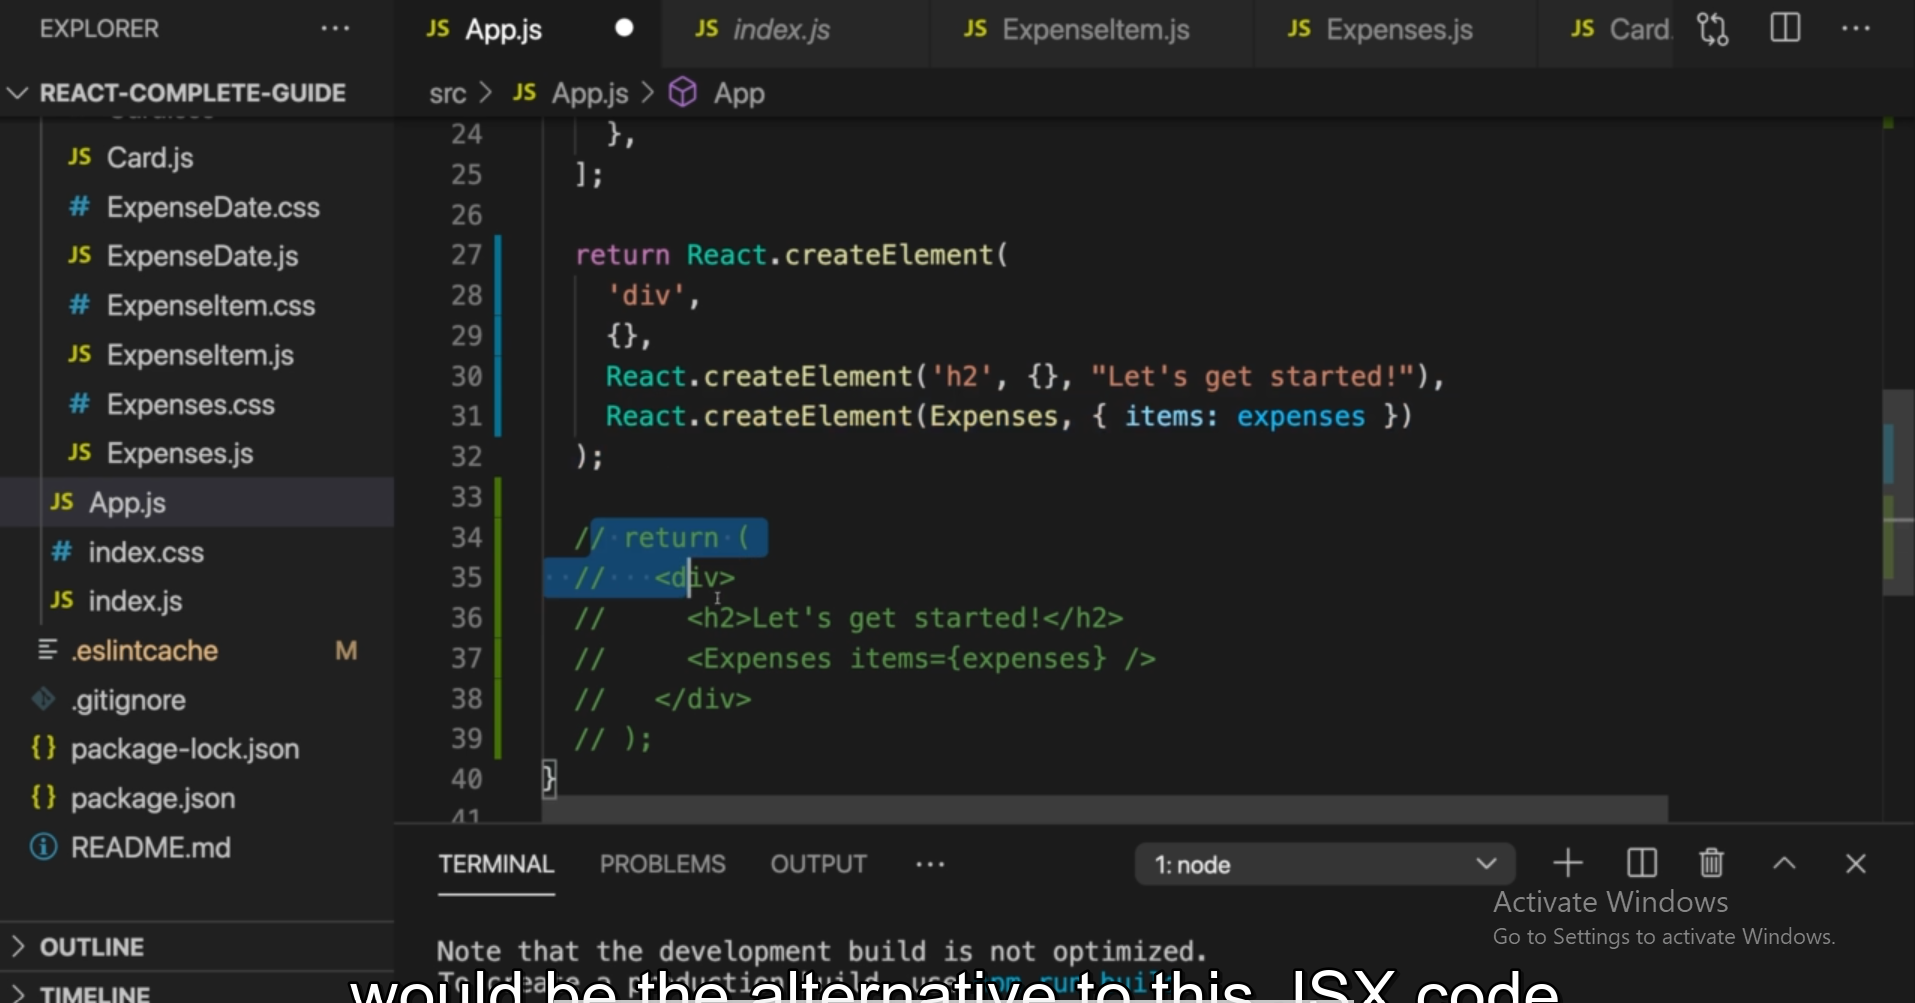 EXPLORER ...
JS App.js
JS index.js
JS ExpenseItem.js
JS Expenses.js
JS Card.
REACT-COMPLETE-GUIDE
src > JS App.js > App
JS Card.js
# ExpenseDate.css
JS ExpenseDate.js
# ExpenseItem.css
JS ExpenseItem.js
# Expenses.css
JS Expenses.js
JS App.js
# index.css
JS index.js
.eslintcache M
.gitignore
{} package-lock.json
{} package.json
README.md
OUTLINE
TIMELINE
24 },
25 ];
26
27 return React.createElement(
28 'div',
29 {},
30 React.createElement('h2', {}, "Let's get started!"),
31 React.createElement(Expenses, { items: expenses })
32 );
33
34 // return (
35 // <div>
36 // <h2>Let's get started!</h2>
37 // <Expenses items={expenses} />
38 // </div>
39 // );
40 }
41
TERMINAL PROBLEMS OUTPUT ... 1: node
Activate Windows
Go to Settings to activate Windows.
Note that the development build is not optimized.
would be the alternative to this JSX code